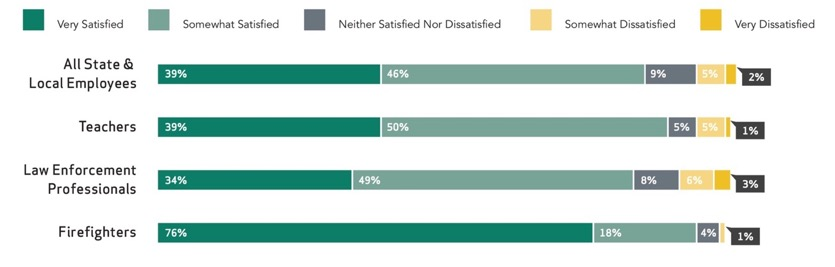 Very Satisfied Somewhat Satisfied Neither Satisfied Nor Dissatisfied Somewhat Dissatisfied Very Dissatisfied
All State &
Local Employees
39% 46% 9% 5% 2%
Teachers
39% 50% 5% 5% 1%
Law Enforcement
Professionals
34% 49% 8% 6% 3%
Firefighters
76% 18% 4% 1%